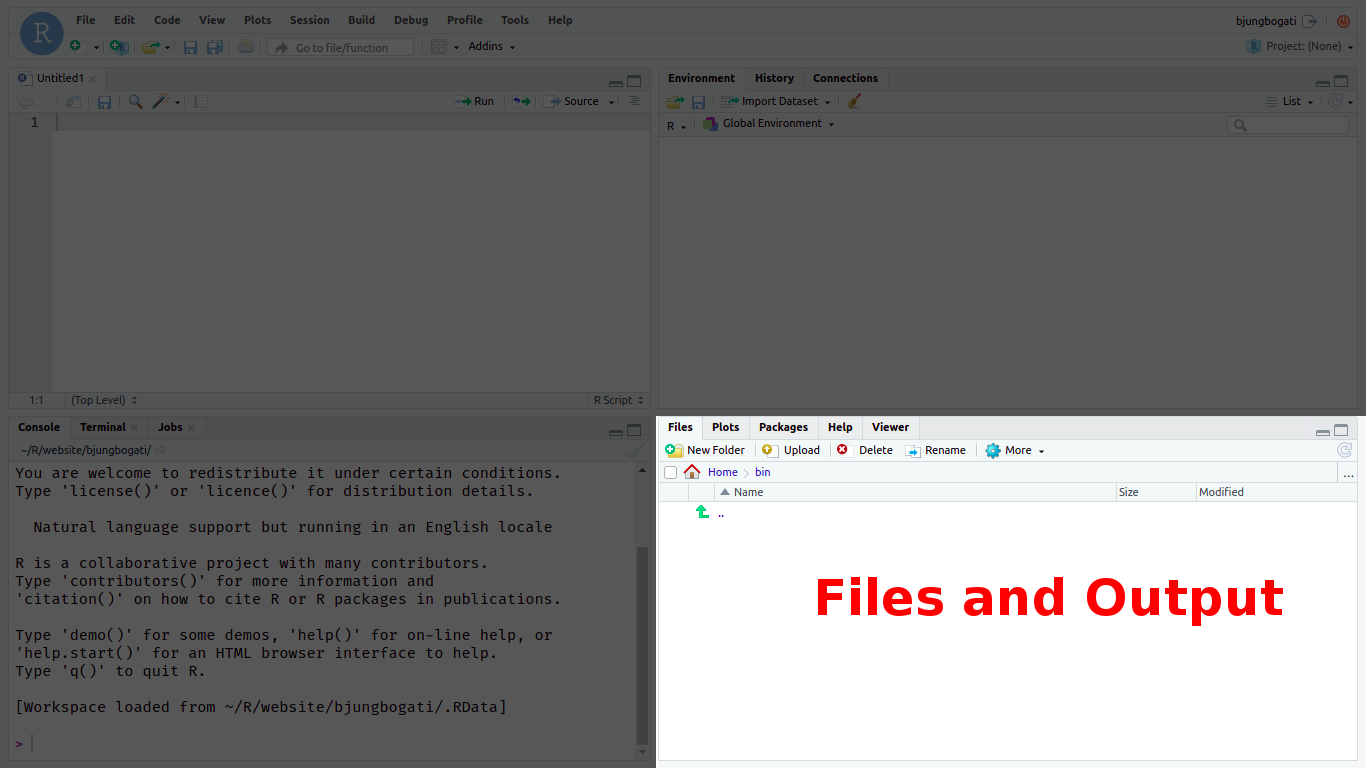 File Edit Code View Plots Session Build Debug Profile Tools Help
bjungbogati
R
Go to file/function
Addins
Project: (None)
Untitled1
Run
Source
1
1:1
(Top Level)
R Script
Environment History Connections
Import Dataset
List
R
Global Environment
Console Terminal Jobs
~/R/website/bjungbogati/
You are welcome to redistribute it under certain conditions.
Type 'license()' or 'licence()' for distribution details.
Natural language support but running in an English locale
R is a collaborative project with many contributors.
Type 'contributors()' for more information and
'citation()' on how to cite R or R packages in publications.
Type 'demo()' for some demos, 'help()' for on-line help, or
'help.start()' for an HTML browser interface to help.
Type 'q()' to quit R.
[Workspace loaded from ~/R/website/bjungbogati/.RData]
>
Files Plots Packages Help Viewer
New Folder Upload Delete Rename More
Home bin
...
Name Size Modified
..
Files and Output